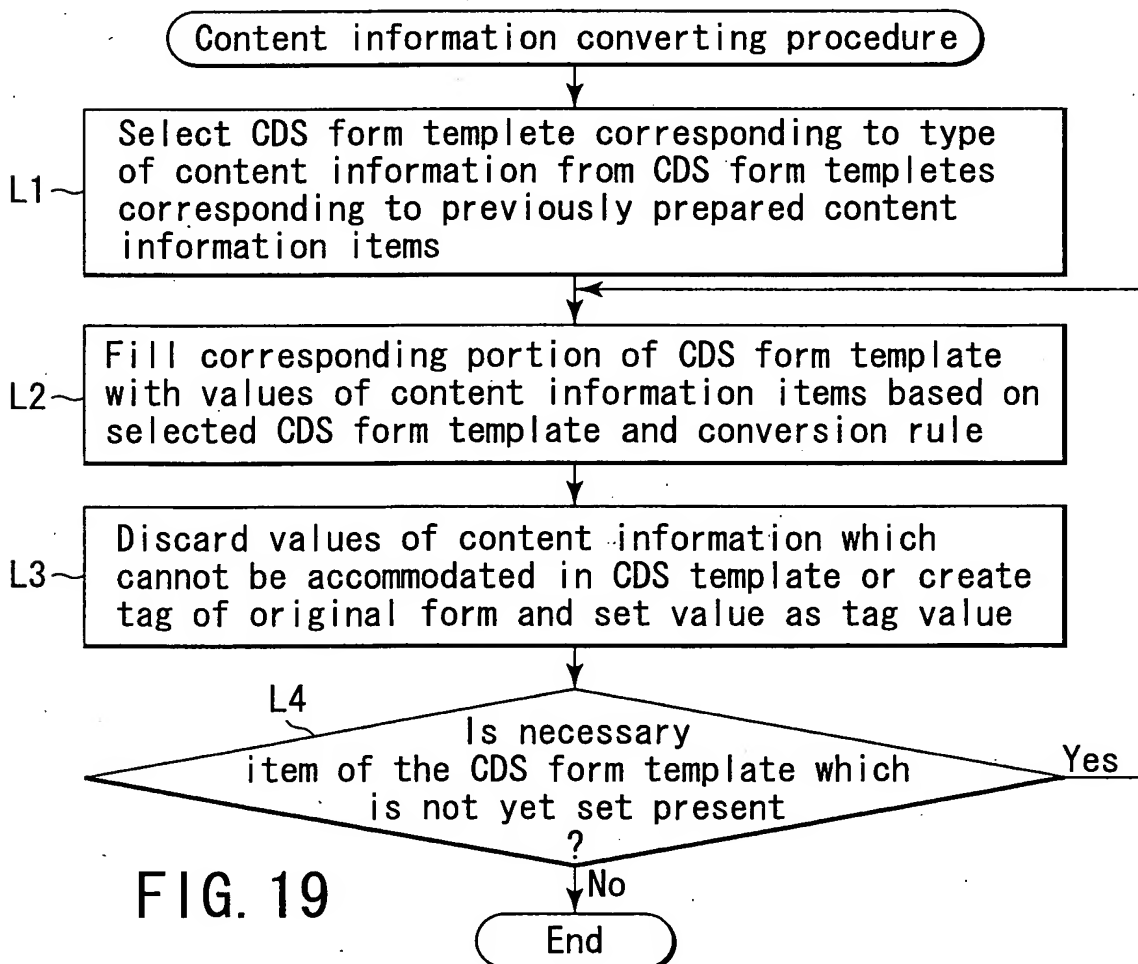 Content information converting procedure
L1
Select CDS form templete corresponding to type
of content information from CDS form templetes
corresponding to previously prepared content
information items
L2
Fill corresponding portion of CDS form template
with values of content information items based on
selected CDS form template and conversion rule
L3
Discard values of content information which
cannot be accommodated in CDS template or create
tag of original form and set value as tag value
L4
Is necessary
item of the CDS form template which
is not yet set present
?
Yes
No
End
FIG. 19